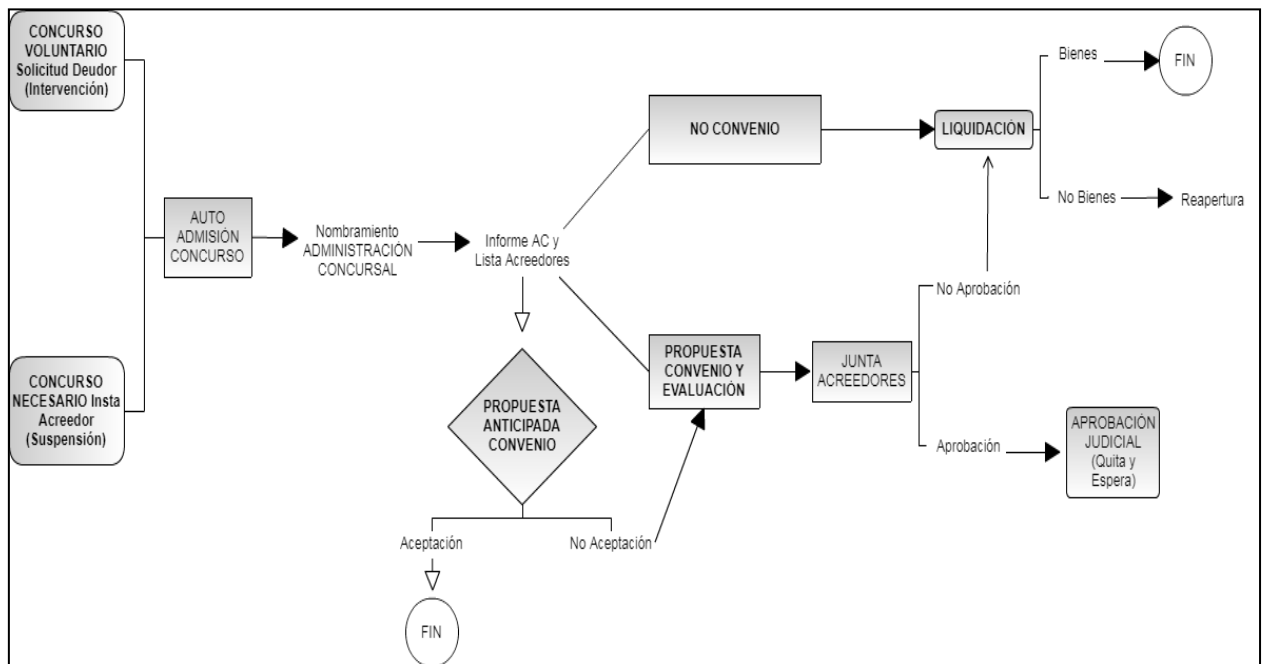 CONCURSO
VOLUNTARIO
Solicitud Deudor
(Intervención)
CONCURSO
NECESARIO Insta
Acreedor
(Suspensión)
AUTO
ADMISIÓN
CONCURSO
Nombramiento
ADMINISTRACIÓN
CONCURSAL
Informe AC y
Lista Acreedores
PROPUESTA
ANTICIPADA
CONVENIO
Aceptación
No Aceptación
FIN
NO CONVENIO
PROPUESTA
CONVENIO Y
EVALUACIÓN
JUNTA
ACREEDORES
No Aprobación
Aprobación
APROBACIÓN
JUDICIAL
(Quita y
Espera)
LIQUIDACIÓN
Bienes
FIN
No Bienes
Reapertura